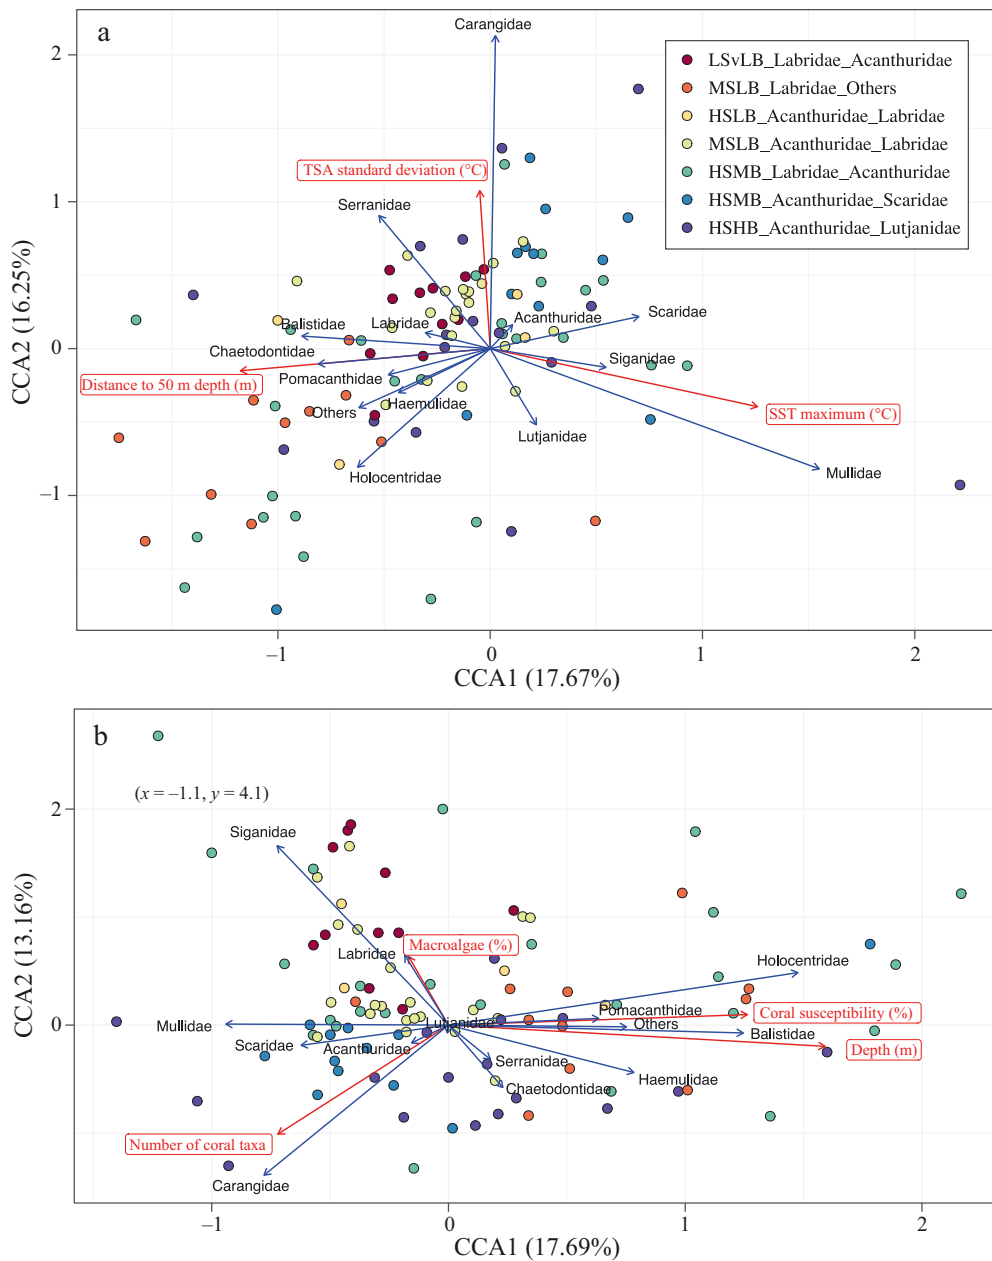 a
Carangidae
LSvLB_Labridae_Acanthuridae
MSLB_Labridae_Others
HSLB_Acanthuridae_Labridae
MSLB_Acanthuridae_Labridae
HSMB_Labridae_Acanthuridae
HSMB_Acanthuridae_Scaridae
HSHB_Acanthuridae_Lutjanidae
TSA standard deviation (°C)
Serranidae
Balistidae
Labridae
Acanthuridae
Scaridae
Chaetodontidae
Siganidae
Pomacanthidae
Distance to 50 m depth (m)
Others
Haemulidae
SST maximum (°C)
Lutjanidae
Holocentridae
Mullidae
2
1
0
−1
CCA2 (16.25%)
−1
0
1
2
CCA1 (17.67%)
b
(x = –1.1, y = 4.1)
Siganidae
Macroalgae (%)
Labridae
Holocentridae
Pomacanthidae
Coral susceptibility (%)
Mullidae
Lutjanidae
Others
Balistidae
Scaridae
Acanthuridae
Depth (m)
Serranidae
Haemulidae
Chaetodontidae
Number of coral taxa
Carangidae
2
1
0
CCA2 (13.16%)
−1
0
1
2
CCA1 (17.69%)